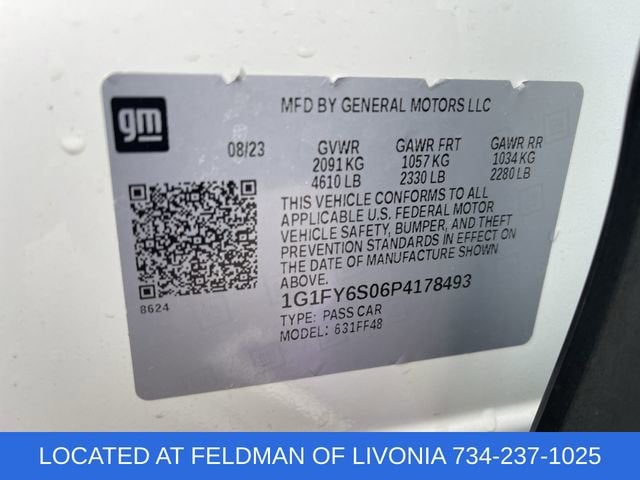 MFD BY GENERAL MOTORS LLC
gm
08/23 GVWR GAWR FRT GAWR RR
2091 KG 1057 KG 1034 KG
4610 LB 2330 LB 2280 LB
THIS VEHICLE CONFORMS TO ALL
APPLICABLE U.S. FEDERAL MOTOR
VEHICLE SAFETY, BUMPER, AND THEFT
PREVENTION STANDARDS IN EFFECT ON
THE DATE OF MANUFACTURE SHOWN
ABOVE.
8624
1G1FY6S06P4178493
TYPE: PASS CAR
MODEL: 631FF48
LOCATED AT FELDMAN OF LIVONIA 734-237-1025